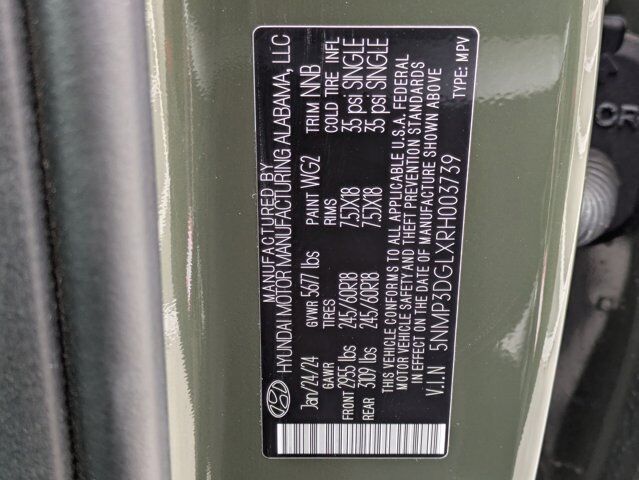 MANUFACTURED BY
HYUNDAI MOTOR MANUFACTURING ALABAMA, LLC
Jan/24/24 GVWR 5677 lbs PAINT WG2 TRIM NNB
GAWR TIRES RIMS COLD TIRE INFL
FRONT 2955 lbs 245/60R18 7.5JX18 35 psi SINGLE
REAR 3109 lbs 245/60R18 7.5JX18 35 psi SINGLE
THIS VEHICLE CONFORMS TO ALL APPLICABLE U.S.A. FEDERAL
MOTOR VEHICLE SAFETY AND THEFT PREVENTION STANDARDS
IN EFFECT ON THE DATE OF MANUFACTURE SHOWN ABOVE
V.I.N 5NMP3DGLXRH003739 TYPE: MPV